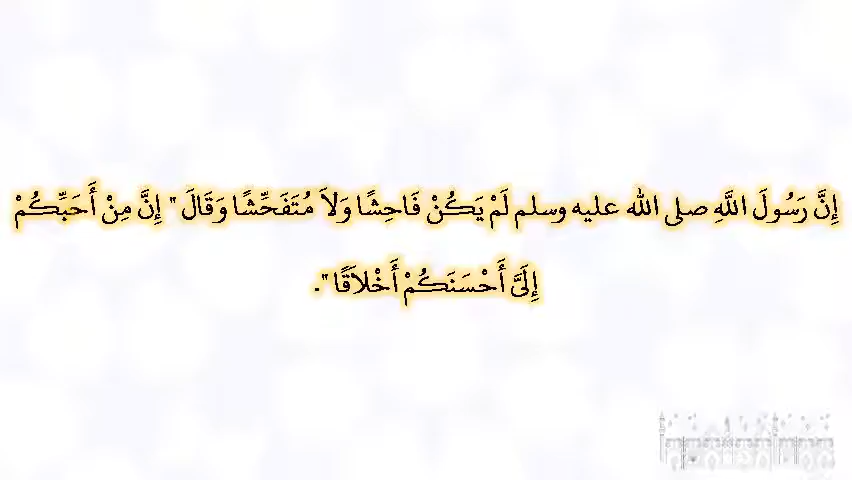 إِنَّ رَسُولَ اللَّهِ صلى الله عليه وسلم لَمْ يَكُنْ فَاحِشًا وَلاَ مُتَفَحِّشًا وَقَالَ ‏"‏ إِنَّ مِنْ أَحَبِّكُمْ
إِلَىَّ أَحْسَنَكُمْ أَخْلاَقًا ‏"‏‏.‏